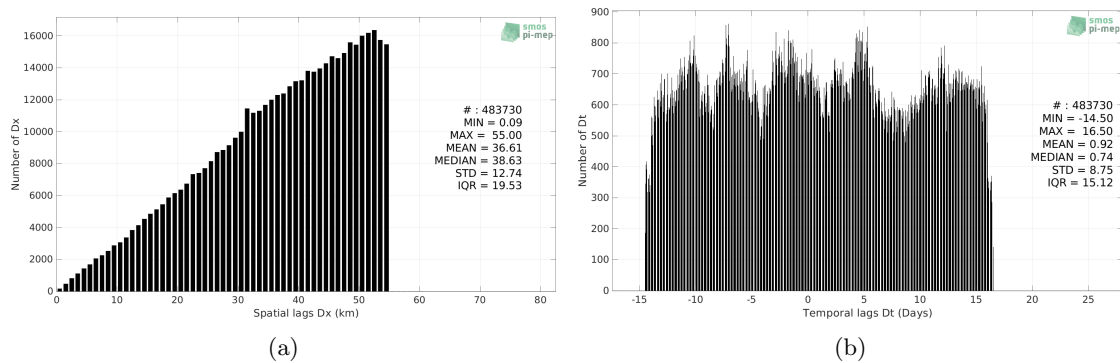 16000
14000
12000
10000
8000
6000
4000
2000
0
Number of Dx
0 10 20 30 40 50 60 70 80
Spatial lags Dx (km)
smos
pi-mep
# : 483730
MIN = 0.09
MAX = 55.00
MEAN = 36.61
MEDIAN = 38.63
STD = 12.74
IQR = 19.53
(a)
900
800
700
600
500
400
300
200
100
0
Number of Dt
-15 -10 -5 0 5 10 15 20 25
Temporal lags Dt (Days)
smos
pi-mep
# : 483730
MIN = -14.50
MAX = 16.50
MEAN = 0.92
MEDIAN = 0.74
STD = 8.75
IQR = 15.12
(b)